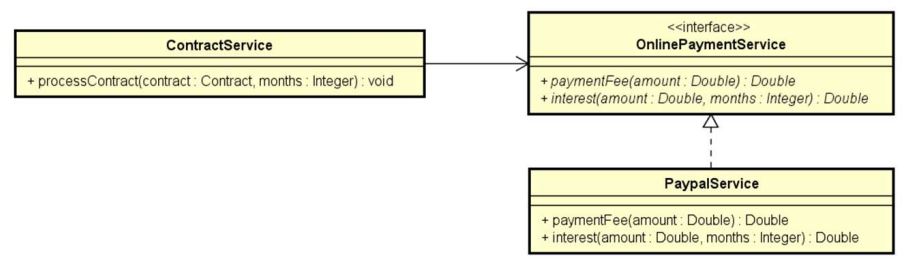 ContractService
+ processContract(contract : Contract, months : Integer) : void
<<interface>>
OnlinePaymentService
+ paymentFee(amount : Double) : Double
+ interest(amount : Double, months : Integer) : Double
PaypalService
+ paymentFee(amount : Double) : Double
+ interest(amount : Double, months : Integer) : Double